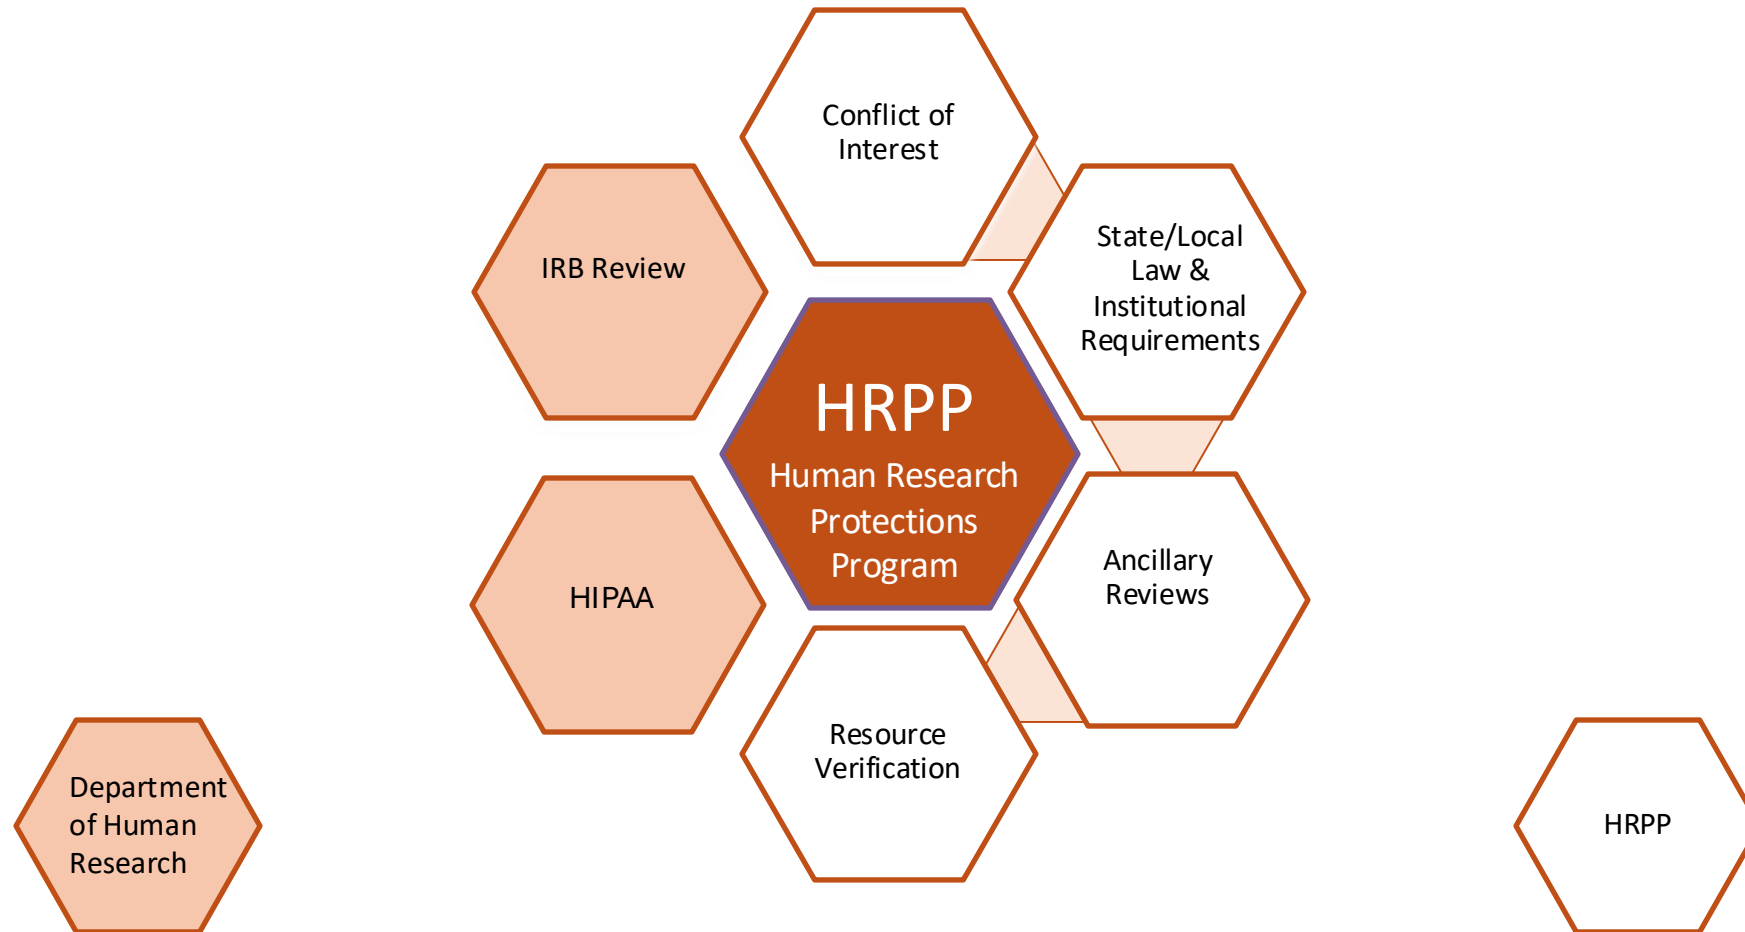 Conflict of
Interest
IRB Review
State/Local
Law &
Institutional
Requirements
HRPP
Human Research
Protections
Program
HIPAA
Ancillary
Reviews
Resource
Verification
Department
of Human
Research
HRPP